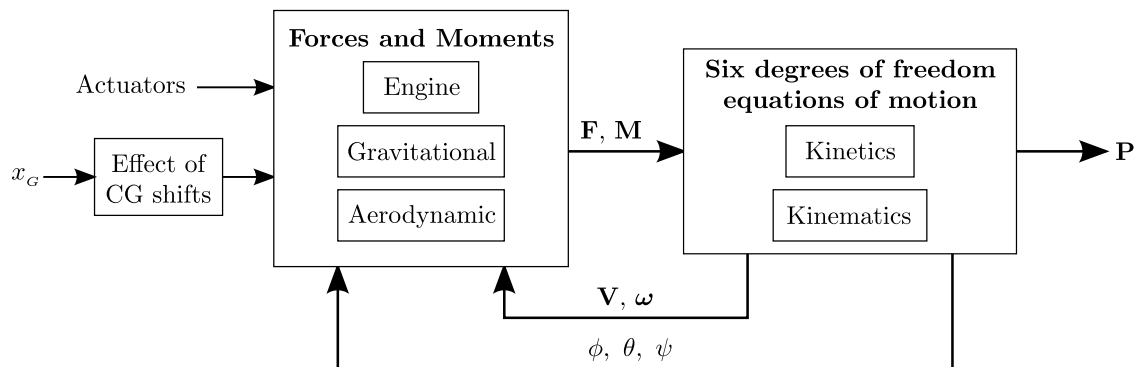 Forces and Moments
Engine
Gravitational
Aerodynamic
Actuators
x_G
Effect of
CG shifts
F, M
Six degrees of freedom
equations of motion
Kinetics
Kinematics
P
V, ω
ϕ, θ, ψ